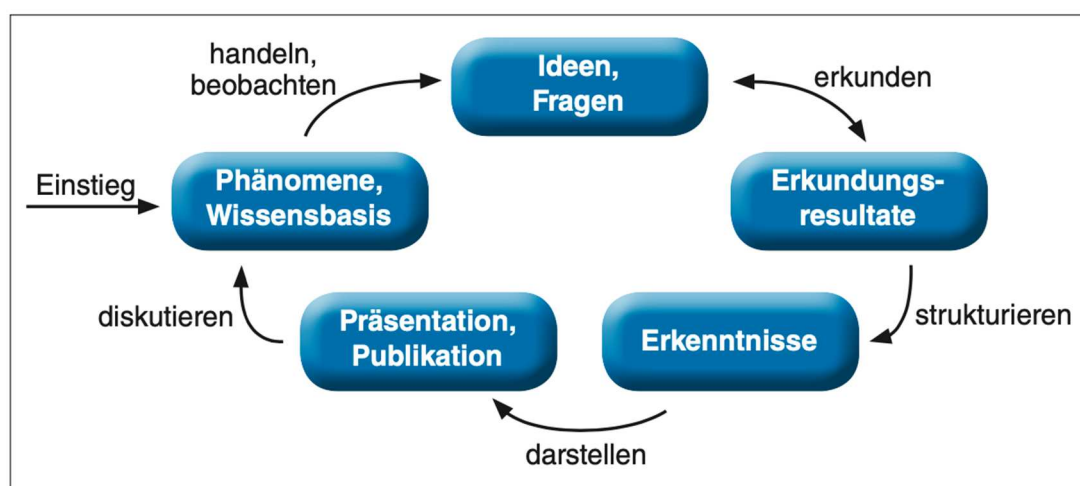 handeln,
beobachten
Ideen,
Fragen
erkunden
Einstieg
Phänomene,
Wissensbasis
Erkundungs-
resultate
diskutieren
Präsentation,
Publikation
Erkenntnisse
strukturieren
darstellen